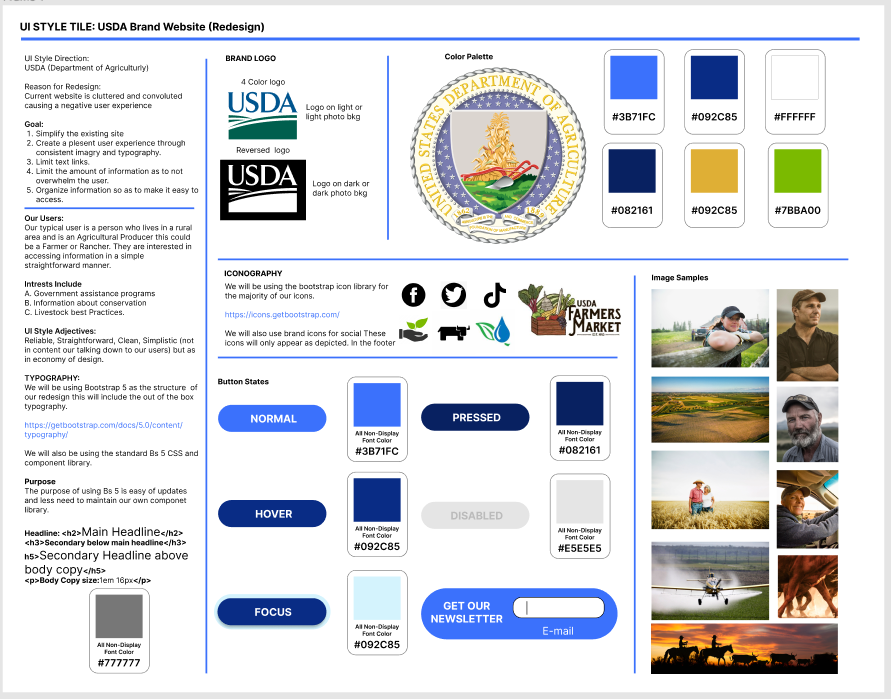 UI STYLE TILE: USDA Brand Website (Redesign)
UI Style Direction:
USDA (Department of Agriculturly)
Reason for Redesign:
Current website is cluttered and convoluted
causing a negative user experience
Goal:
1. Simplify the existing site
2. Create a plesent user experience through
consistent imagry and typography.
3. Limit text links.
4. Limit the amount of information as to not
overwhelm the user.
5. Organize information so as to make it easy to
access.
Our Users:
Our typical user is a person who lives in a rural
area and is an Agricultural Producer this could
be a Farmer or Rancher. They are interested in
accessing information in a simple
straightforward manner.
Intrests Include
A. Government assistance programs
B. Information about conservation
C. Livestock best Practices.
UI Style Adjectives:
Reliable, Straightforward, Clean, Simplistic (not
in content our talking down to our users) but as
in economy of design.
TYPOGRAPHY:
We will be using Bootstrap 5 as the structure of
our redesign this will include the out of the box
typography.
https://getbootstrap.com/docs/5.0/content/
typography/
We will also be using the standard Bs 5 CSS and
component library.
Purpose
The purpose of using Bs 5 is easy of updates
and less need to maintain our own componet
library.
Headline: <h2>Main Headline</h2>
<h3>Secondary below main headline</h3>
h5>Secondary Headline above
body copy</h5>
<p>Body Copy size:1em 16px</p>
All Non-Display
Font Color
#777777
BRAND LOGO
4 Color logo
USDA
Logo on light or
light photo bkg
Reversed logo
USDA
Logo on dark or
dark photo bkg
Color Palette
UNITED STATES DEPARTMENT OF AGRICULTURE
1862
1889
#3B71FC
#092C85
#FFFFFF
#082161
#092C85
#7BBA00
ICONOGRAPHY
We will be using the bootstrap icon library for
the majority of our icons.
https://icons.getbootstrap.com/
We will also use brand icons for social These
icons will only appear as depicted. In the footer
USDA
FARMERS
MARKET
Button States
NORMAL
All Non-Display
Font Color
#3B71FC
PRESSED
All Non-Display
Font Color
#082161
HOVER
All Non-Display
Font Color
#092C85
DISABLED
All Non-Display
Font Color
#E5E5E5
FOCUS
All Non-Display
Font Color
#092C85
GET OUR
NEWSLETTER
E-mail
Image Samples